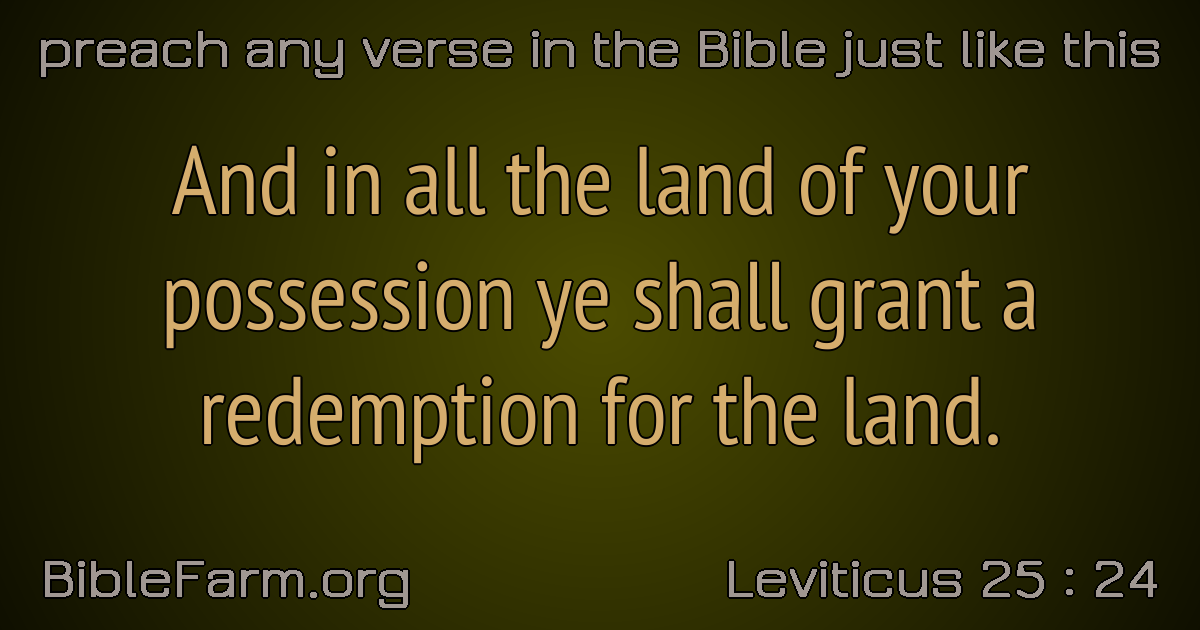 preach any verse in the Bible just like this
And in all the land of your
possession ye shall grant a
redemption for the land.
BibleFarm.org
Leviticus 25 : 24